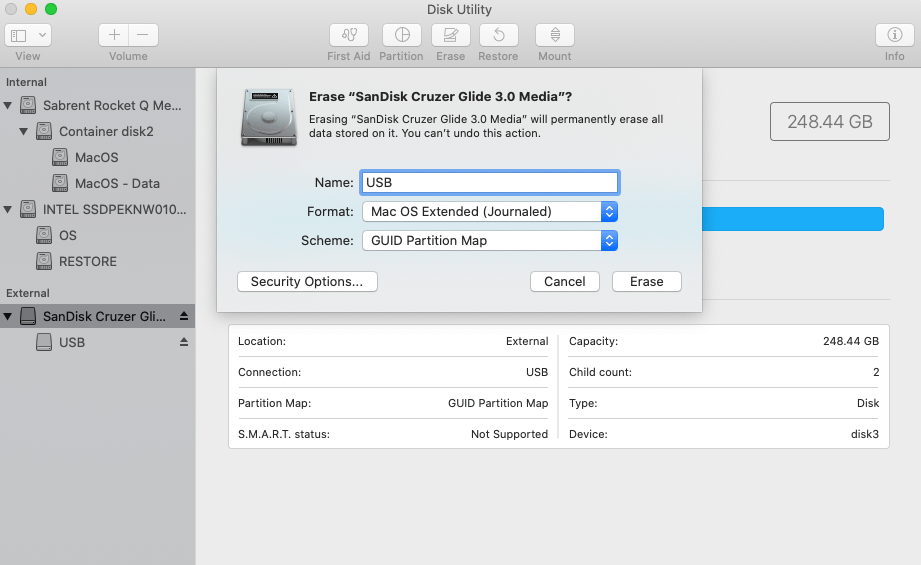 Disk Utility
View
Volume
First Aid
Partition
Erase
Restore
Mount
Info
Internal
Sabrent Rocket Q Me...
Container disk2
MacOS
MacOS - Data
INTEL SSDPEKNW010...
OS
RESTORE
External
SanDisk Cruzer Gli...
USB
Erase “SanDisk Cruzer Glide 3.0 Media”?
Erasing “SanDisk Cruzer Glide 3.0 Media” will permanently erase all
data stored on it. You can’t undo this action.
Name: USB
Format: Mac OS Extended (Journaled)
Scheme: GUID Partition Map
Security Options...
Cancel
Erase
248.44 GB
Location: External
Connection: USB
Partition Map: GUID Partition Map
S.M.A.R.T. status: Not Supported
Capacity: 248.44 GB
Child count: 2
Type: Disk
Device: disk3